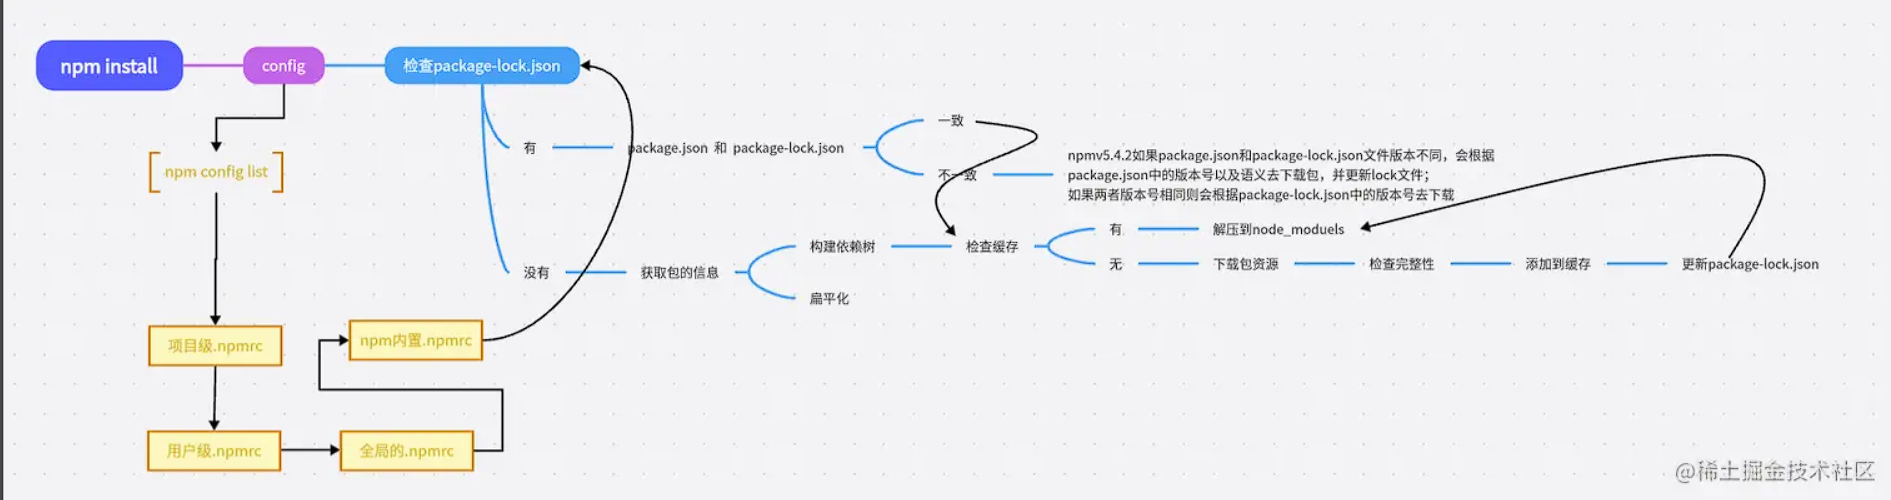 npm install
config
检查package-lock.json
npm config list
项目级.npmrc
用户级.npmrc
全局的.npmrc
npm内置.npmrc
有
package.json 和 package-lock.json
一致
不一致
npmv5.4.2如果package.json和package-lock.json文件版本不同，会根据
package.json中的版本号以及语义去下载包，并更新lock文件；
如果两者版本号相同则会根据package-lock.json中的版本号去下载
没有
获取包的信息
构建依赖树
扁平化
检查缓存
有
解压到node_moduels
无
下载包资源
检查完整性
添加到缓存
更新package-lock.json
@稀土掘金技术社区